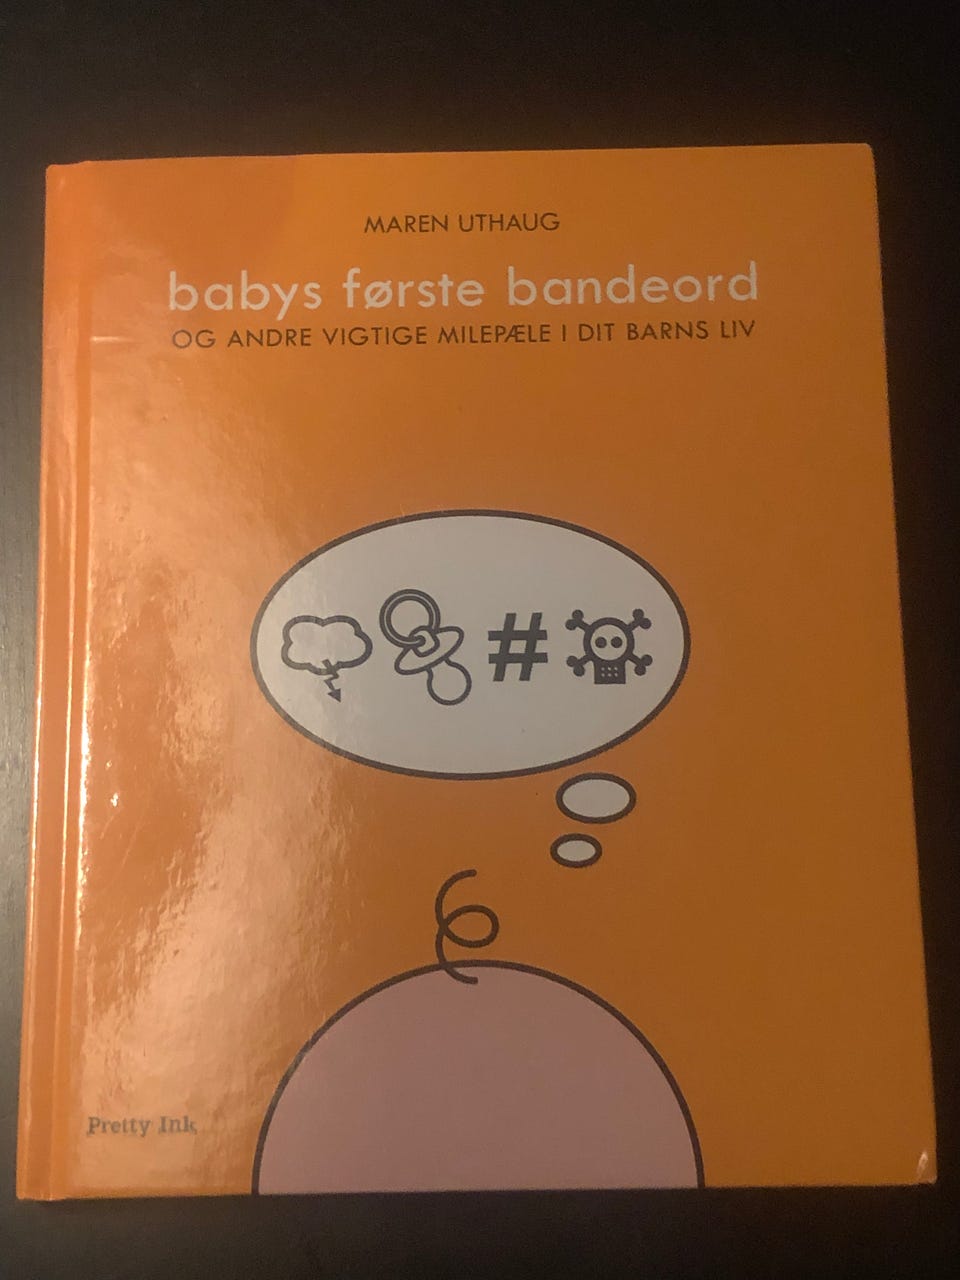 MAREN UTHAUG
babys første bandeord
OG ANDRE VIGTIGE MILEPÆLE I DIT BARNS LIV
#
Pretty Ink